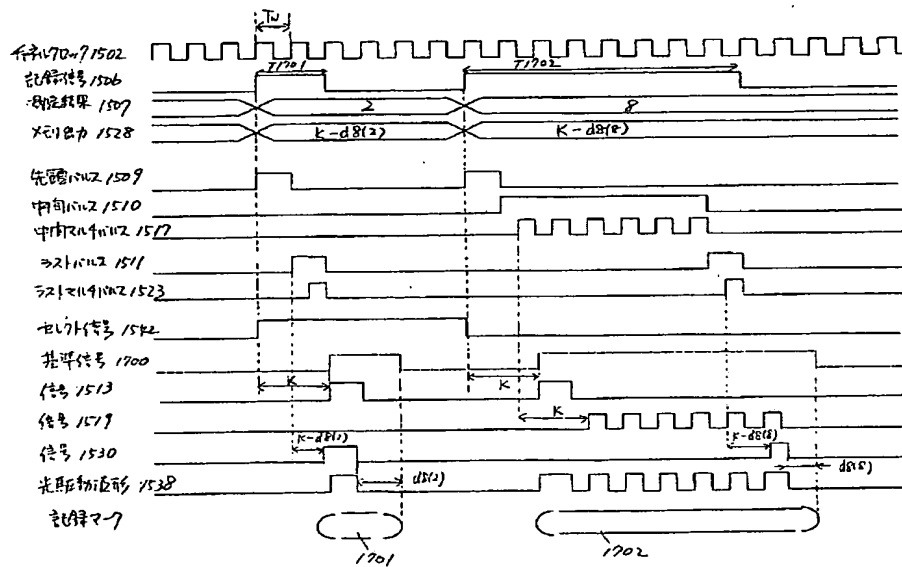 Tw
チャネルクロック 1502
T1701
T1702
記録信号 1506
測定結果 1507
2
8
メモリ出力 1528
K-d8(2)
K-d8(8)
先頭パルス 1509
中間パルス 1510
中間マルチパルス 1517
ラストパルス 1511
ラストマルチパルス 1523
セレクト信号 1542
基準信号 1700
K
K
信号 1513
信号 1519
K
K-d8(2)
K-d8(8)
信号 1530
d8(2)
d8(8)
光駆動波形 1538
記録マーク
1701
1702